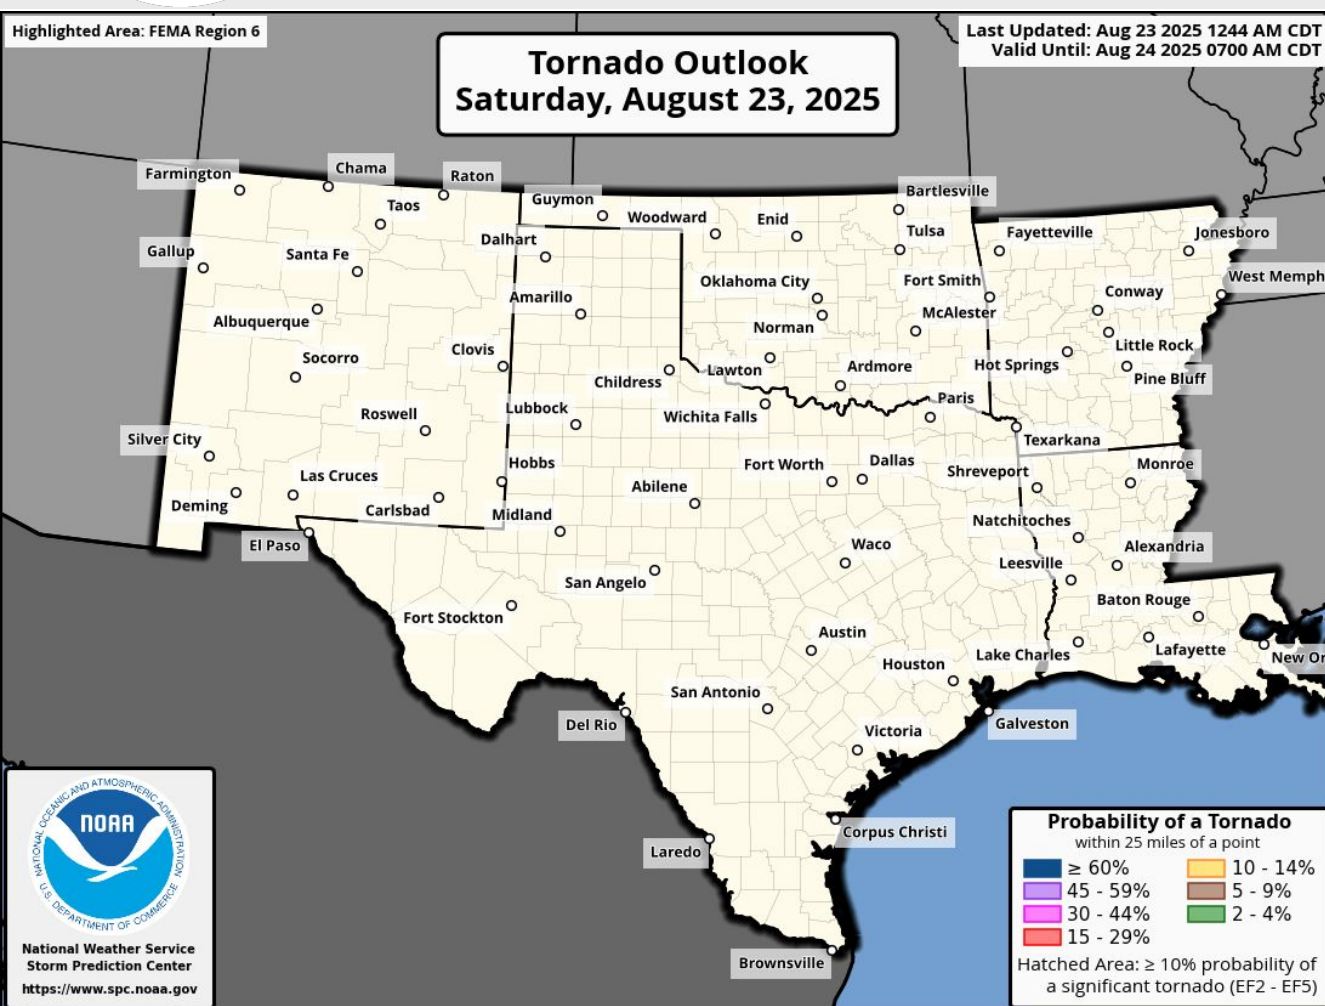 Highlighted Area: FEMA Region 6
Last Updated: Aug 23 2025 1244 AM CDT
Valid Until: Aug 24 2025 0700 AM CDT
Tornado Outlook
Saturday, August 23, 2025
Farmington
Chama
Raton
Taos
Guymon
Woodward
Enid
Bartlesville
Tulsa
Fayetteville
Jonesboro
Gallup
Santa Fe
Dalhart
Oklahoma City
Fort Smith
West Memph
Albuquerque
Amarillo
Norman
McAlester
Conway
Little Rock
Socorro
Clovis
Childress
Lawton
Ardmore
Hot Springs
Pine Bluff
Roswell
Lubbock
Wichita Falls
Paris
Texarkana
Silver City
Las Cruces
Hobbs
Abilene
Fort Worth
Dallas
Shreveport
Monroe
Deming
Carlsbad
Midland
Natchitoches
El Paso
Waco
Leesville
Alexandria
San Angelo
Baton Rouge
Fort Stockton
Austin
Houston
Lake Charles
Lafayette
New Or
San Antonio
Del Rio
Victoria
Galveston
Laredo
Corpus Christi
Brownsville
NATIONAL OCEANIC AND ATMOSPHERIC ADMINISTRATION
NOAA
U.S. DEPARTMENT OF COMMERCE
National Weather Service
Storm Prediction Center
https://www.spc.noaa.gov
Probability of a Tornado
within 25 miles of a point
≥ 60%
10 - 14%
45 - 59%
5 - 9%
30 - 44%
2 - 4%
15 - 29%
Hatched Area: ≥ 10% probability of
a significant tornado (EF2 - EF5)